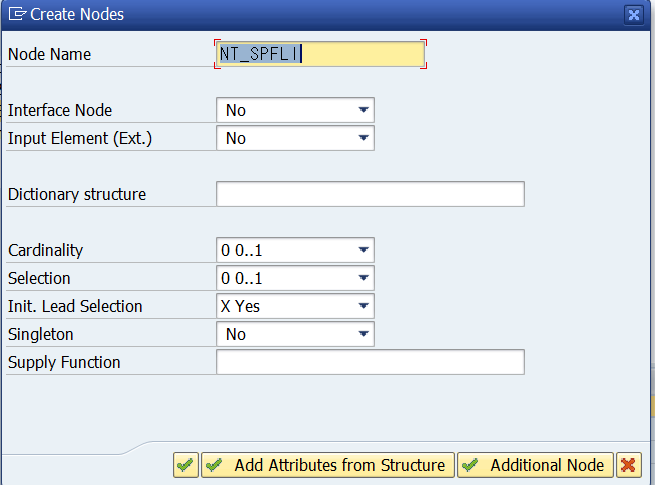 Create Nodes
Node Name NT_SPFLI
Interface Node No
Input Element (Ext.) No
Dictionary structure
Cardinality 0 0..1
Selection 0 0..1
Init. Lead Selection X Yes
Singleton No
Supply Function
Add Attributes from Structure Additional Node